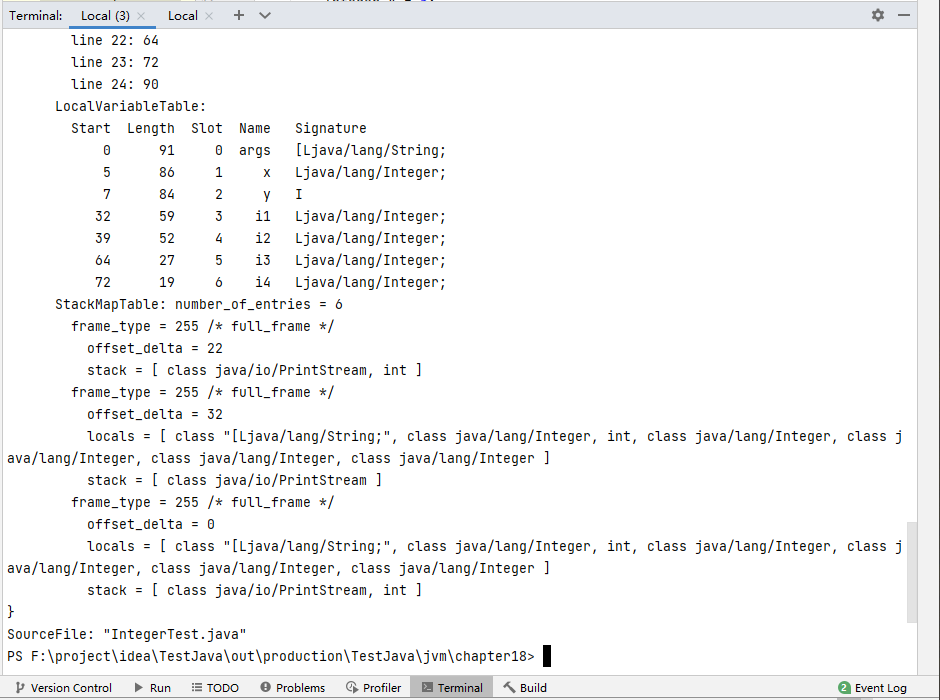 Terminal: Local (3) × Local × +
line 22: 64
line 23: 72
line 24: 90
LocalVariableTable:
Start Length Slot Name Signature
0 91 0 args [Ljava/lang/String;
5 86 1 x Ljava/lang/Integer;
7 84 2 y I
32 59 3 i1 Ljava/lang/Integer;
39 52 4 i2 Ljava/lang/Integer;
64 27 5 i3 Ljava/lang/Integer;
72 19 6 i4 Ljava/lang/Integer;
StackMapTable: number_of_entries = 6
frame_type = 255 /* full_frame */
offset_delta = 22
stack = [ class java/io/PrintStream, int ]
frame_type = 255 /* full_frame */
offset_delta = 32
locals = [ class "[Ljava/lang/String;", class java/lang/Integer, int, class java/lang/Integer, class j
ava/lang/Integer, class java/lang/Integer, class java/lang/Integer ]
stack = [ class java/io/PrintStream ]
frame_type = 255 /* full_frame */
offset_delta = 0
locals = [ class "[Ljava/lang/String;", class java/lang/Integer, int, class java/lang/Integer, class j
ava/lang/Integer, class java/lang/Integer, class java/lang/Integer ]
stack = [ class java/io/PrintStream, int ]
}
SourceFile: "IntegerTest.java"
PS F:\project\idea\TestJava\out\production\TestJava\jvm\chapter18>
Version Control Run TODO Problems Profiler Terminal Build 2 Event Log